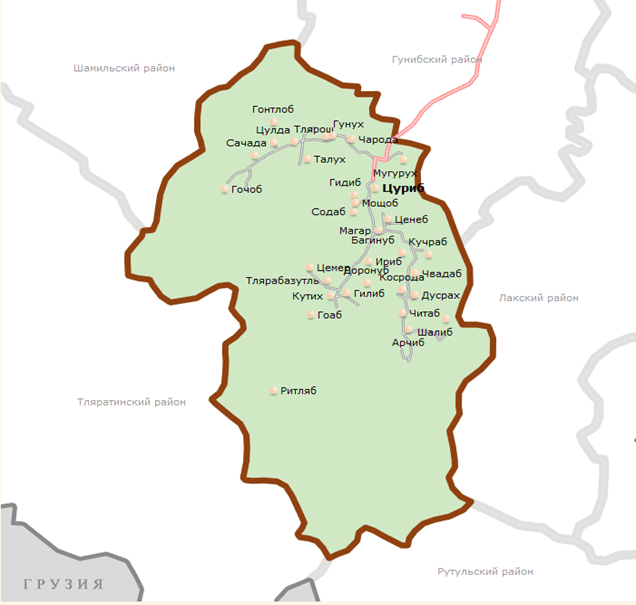 Гунибский район
Шамильский район
Гонтлоб
Цулда
Тлярош
Гунух
Чарода
Сачада
Талух
Мугурух
Гочоб
Гидиб
Цуриб
Мощоб
Содаб
Ценеб
Магар
Багинуб
Кучраб
Цемер
Ириб
Доронуб
Чвадаб
Косрода
Тлярабазутль
Кутих
Гилиб
Дусрах
Лакский район
Гоаб
Читаб
Шалиб
Арчиб
Ритляб
Тляратинский район
Рутульский район
ГРУЗИЯ